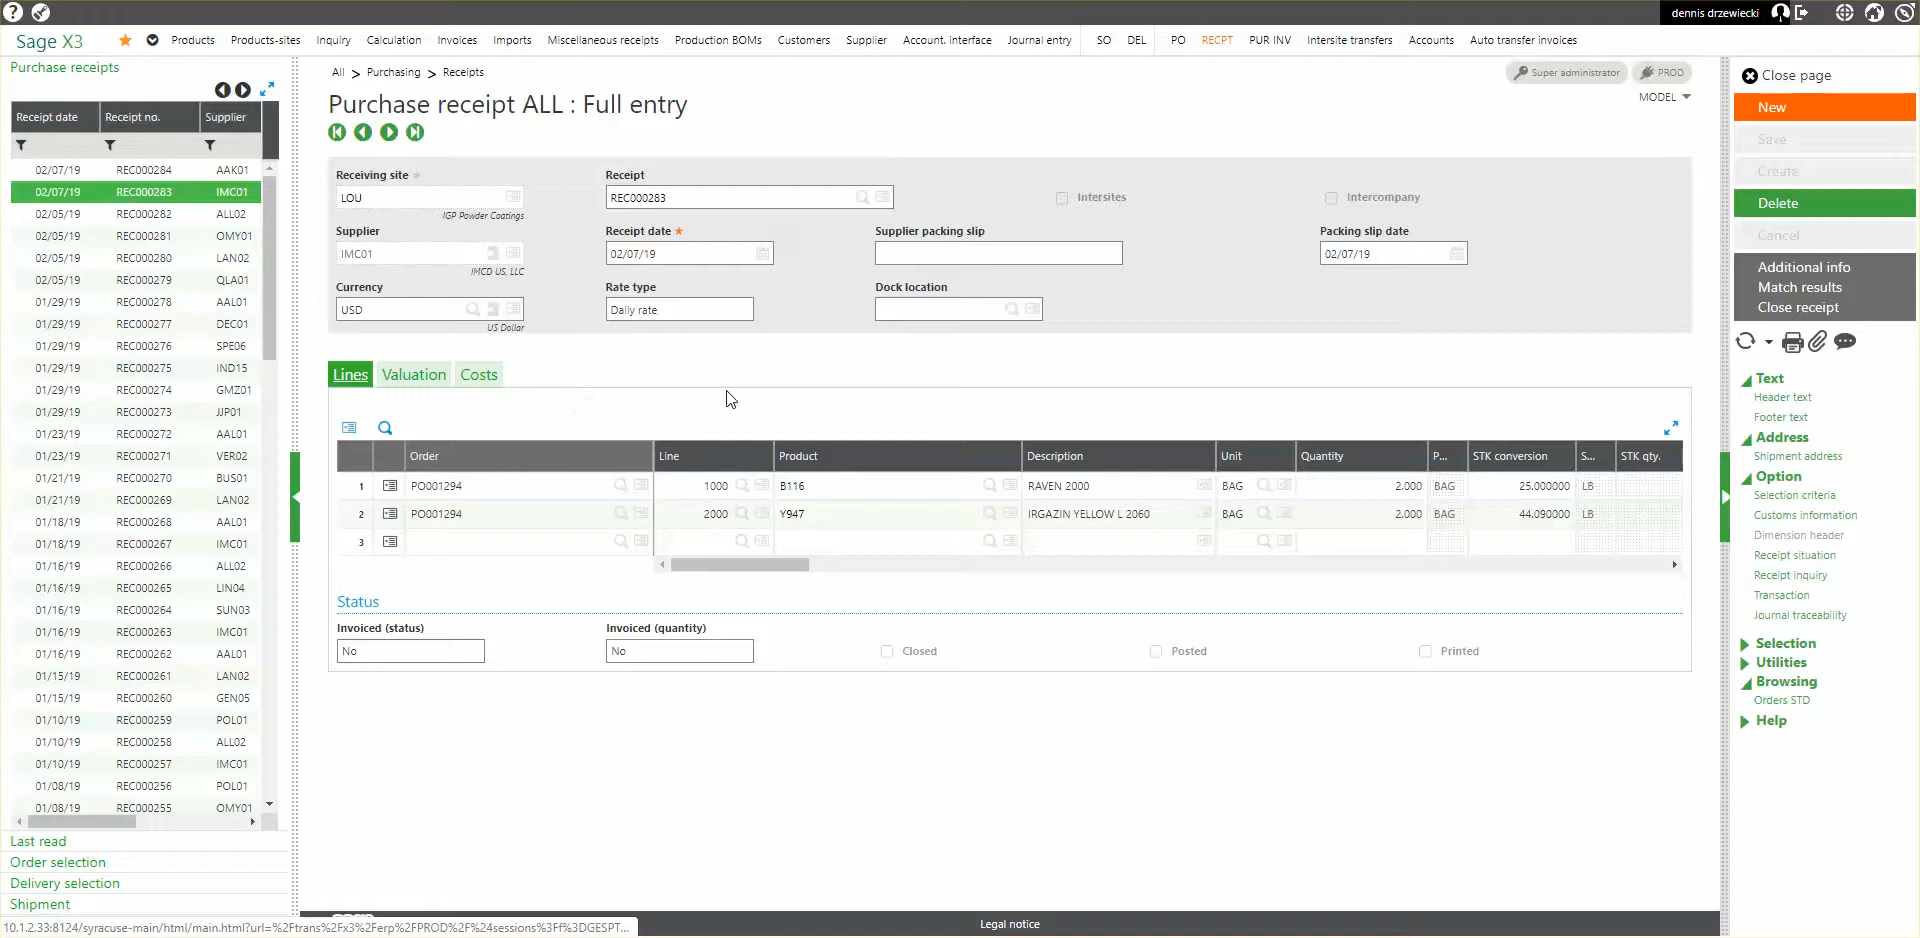 dennis drzewiecki
Sage X3
Products Products-sites Inquiry Calculation Invoices Imports Miscellaneous receipts Production BOMs Customers Supplier Account. interface Journal entry SO DEL PO RECPT PUR INV Intersite transfers Accounts Auto transfer invoices
Purchase receipts
Receipt date Receipt no. Supplier
02/07/19 REC000284 AAK01
02/07/19 REC000283 IMC01
02/05/19 REC000282 ALL02
02/05/19 REC000281 OMY01
02/05/19 REC000280 LAN02
02/05/19 REC000279 QLA01
01/29/19 REC000278 AAL01
01/29/19 REC000277 DEC01
01/29/19 REC000276 SPE06
01/29/19 REC000275 IND15
01/29/19 REC000274 GMZ01
01/29/19 REC000273 JJP01
01/23/19 REC000272 AAL01
01/23/19 REC000271 VER02
01/21/19 REC000270 BUS01
01/21/19 REC000269 LAN02
01/18/19 REC000268 AAL01
01/18/19 REC000267 IMC01
01/16/19 REC000266 ALL02
01/16/19 REC000265 LIN04
01/16/19 REC000264 SUN03
01/16/19 REC000263 IMC01
01/16/19 REC000262 AAL01
01/15/19 REC000261 LAN02
01/15/19 REC000260 GEN05
01/10/19 REC000259 POL01
01/10/19 REC000258 ALL02
01/10/19 REC000257 IMC01
01/08/19 REC000256 POL01
01/08/19 REC000255 OMY01
Last read
Order selection
Delivery selection
Shipment
10.1.2.33:8124/syracuse-main/html/main.html?url=%2Ftrans%2Fx3%2Ferp%2FPROD%2F%24sessions%3Ff%3DGESPT...
All > Purchasing > Receipts
Super administrator PROD
MODEL
Purchase receipt ALL : Full entry
Receiving site * Receipt
LOU REC000283 Intersites Intercompany
IGP Powder Coatings
Supplier Receipt date * Supplier packing slip Packing slip date
IMC01 02/07/19 02/07/19
IMCD US, LLC
Currency Rate type Dock location
USD Daily rate
US Dollar
Lines Valuation Costs
Order Line Product Description Unit Quantity P... STK conversion S... STK qty.
1 PO001294 1000 B116 RAVEN 2000 BAG 2.000 BAG 25.000000 LB
2 PO001294 2000 Y947 IRGAZIN YELLOW L 2060 BAG 2.000 BAG 44.090000 LB
3
Status
Invoiced (status) Invoiced (quantity)
No No Closed Posted Printed
Legal notice
Close page
New
Save
Create
Delete
Cancel
Additional info
Match results
Close receipt
Text
Header text
Footer text
Address
Shipment address
Option
Selection criteria
Customs information
Dimension header
Receipt situation
Receipt inquiry
Transaction
Journal traceability
Selection
Utilities
Browsing
Orders STD
Help